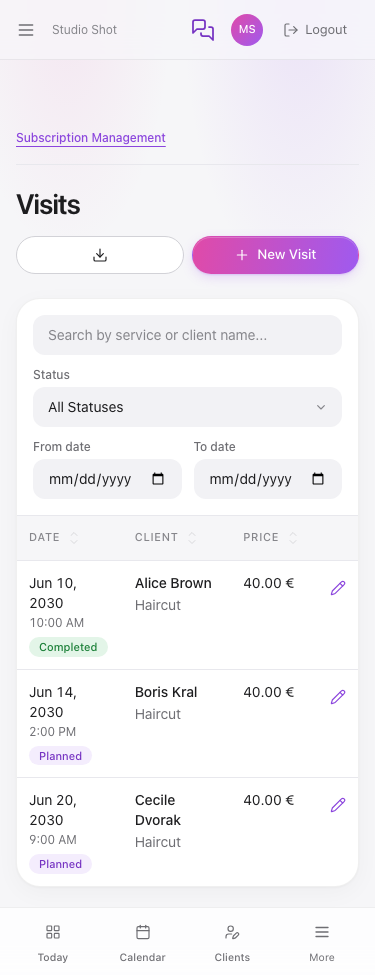 Studio Shot
MS
Logout
Subscription Management
Visits
New Visit
Search by service or client name...
Status
All Statuses
From date
To date
mm/dd/yyyy
mm/dd/yyyy
DATE
CLIENT
PRICE
Jun 10,
2030
10:00 AM
Completed
Alice Brown
Haircut
40.00 €
Jun 14,
2030
2:00 PM
Planned
Boris Kral
Haircut
40.00 €
Jun 20,
2030
9:00 AM
Planned
Cecile
Dvorak
Haircut
40.00 €
Today
Calendar
Clients
More